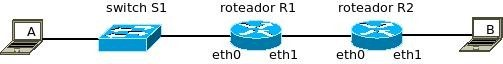 switch S1 roteador R1 roteador R2
A B
eth0 eth1 eth0 eth1